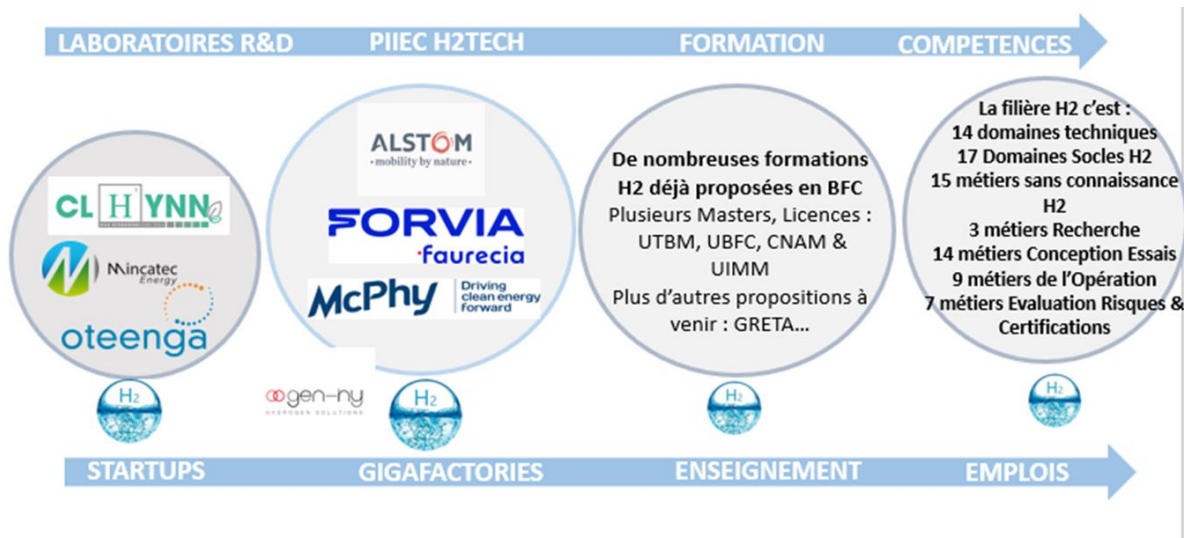 LABORATOIRES R&D
PIIEC H2TECH
FORMATION
COMPETENCES
CL H YNN
Mincatec
Energy
oteenga
ALSTOM
• mobility by nature •
FORVIA
faurecia
McPhy
Driving
clean energy
forward
gen-hy
HYDROGEN SOLUTIONS
De nombreuses formations
H2 déjà proposées en BFC
Plusieurs Masters, Licences :
UTBM, UBFC, CNAM &
UIMM
Plus d’autres propositions à
venir : GRETA…
La filière H2 c’est :
14 domaines techniques
17 Domaines Socles H2
15 métiers sans connaissance
H2
3 métiers Recherche
14 métiers Conception Essais
9 métiers de l’Opération
7 métiers Evaluation Risques &
Certifications
H2
H2
H2
H2
STARTUPS
GIGAFACTORIES
ENSEIGNEMENT
EMPLOIS